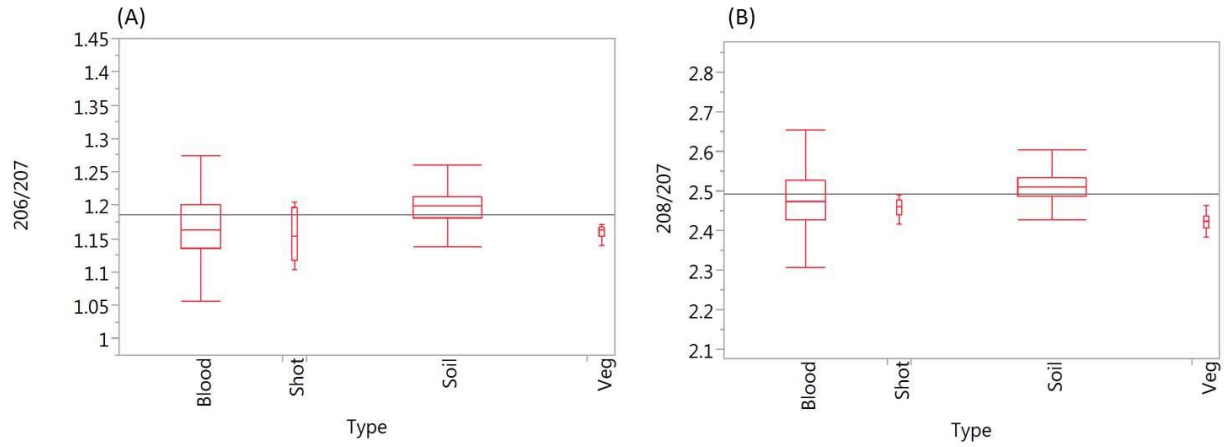 (A)
1.45
1.4
1.35
1.3
1.25
1.2
1.15
1.1
1.05
1
206/207
Blood
Shot
Soil
Veg
Type
(B)
2.8
2.7
2.6
2.5
2.4
2.3
2.2
2.1
208/207
Blood
Shot
Soil
Veg
Type